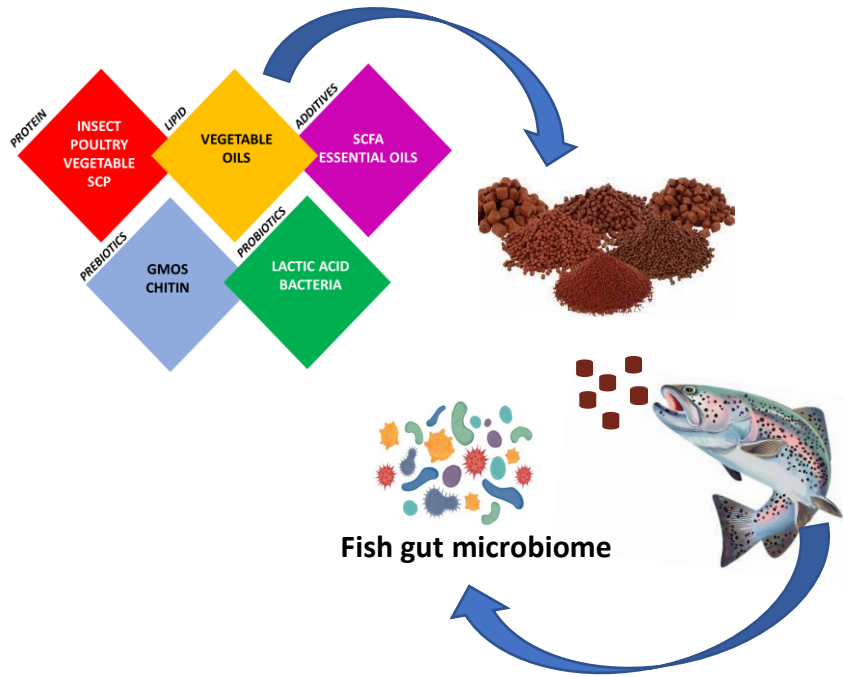 PROTEIN
INSECT
POULTRY
VEGETABLE
SCP
LIPID
VEGETABLE
OILS
ADDITIVES
SCFA
ESSENTIAL OILS
PREBIOTICS
GMOS
CHITIN
PROBIOTICS
LACTIC ACID
BACTERIA
Fish gut microbiome